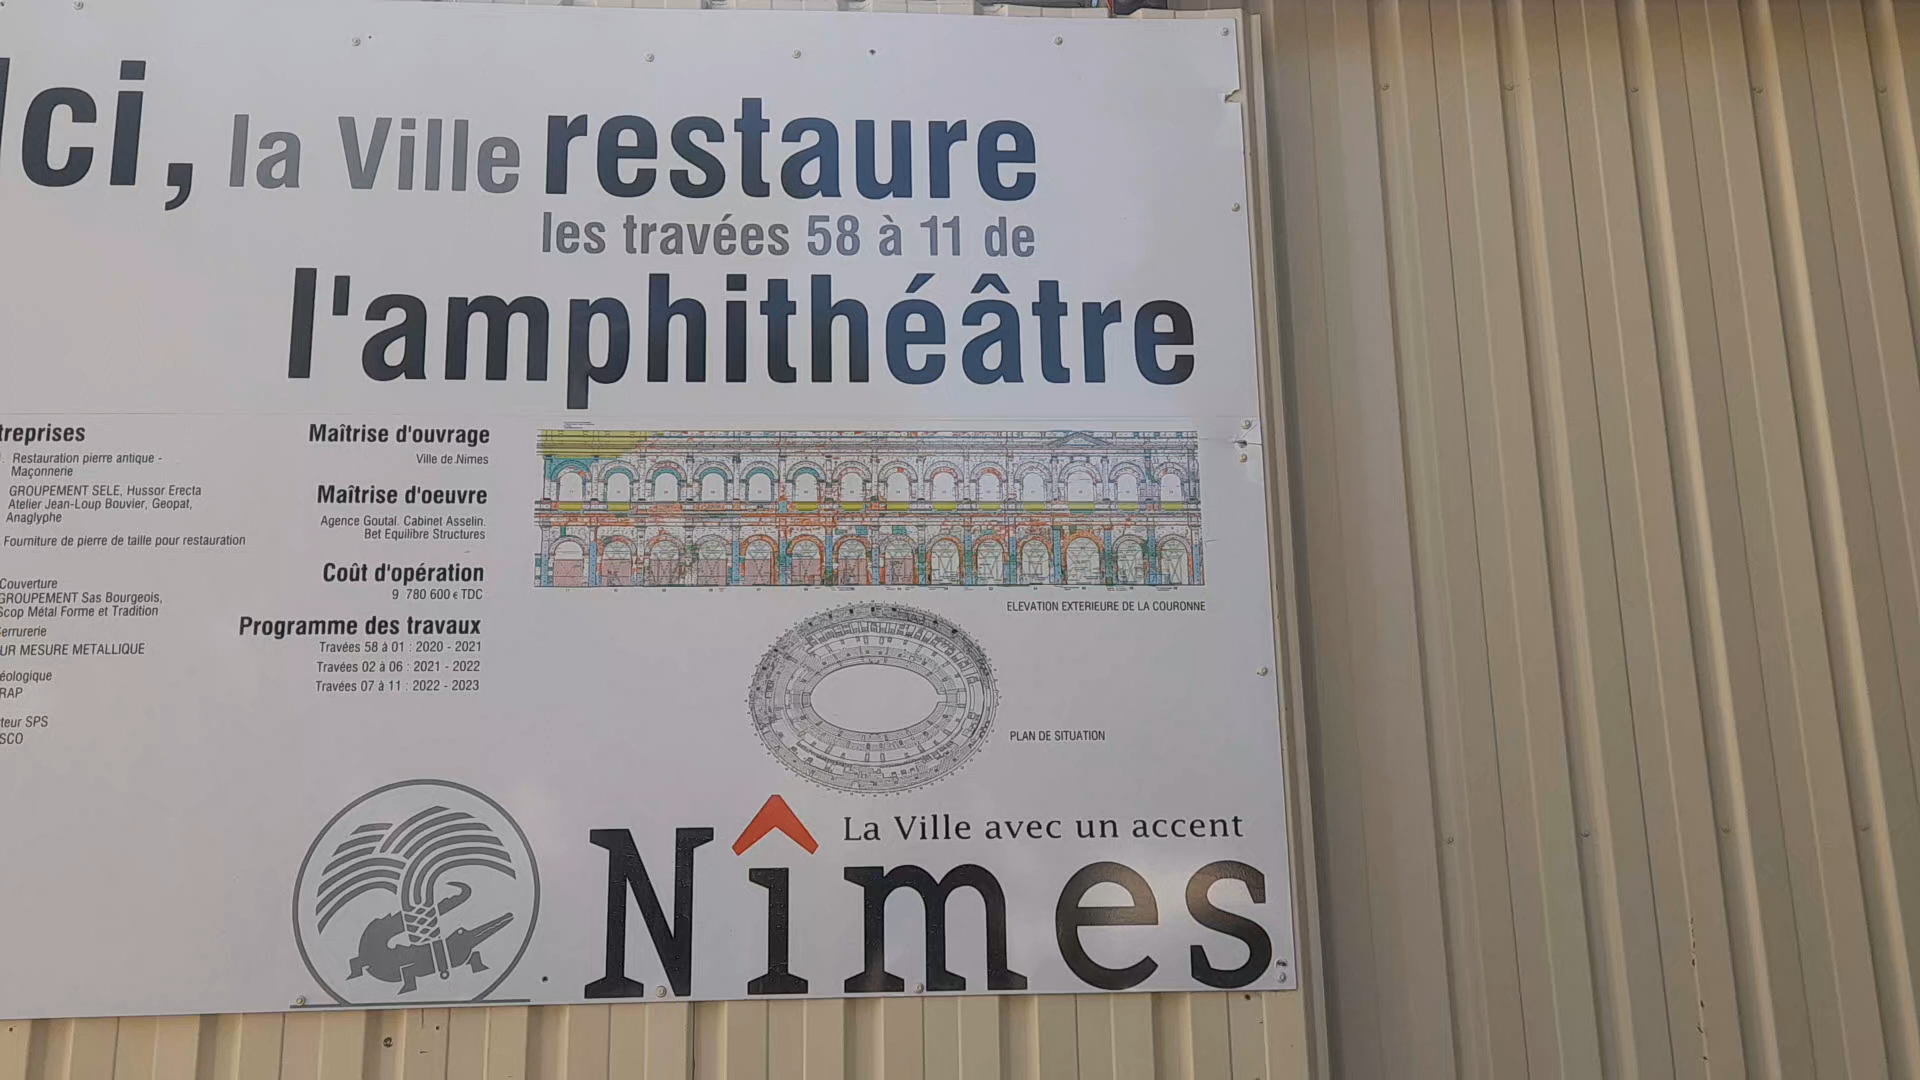 Ici, la Ville restaure
les travées 58 à 11 de
l'amphithéâtre
treprises
Restauration pierre antique -
Maçonnerie
GROUPEMENT SELE, Hussor Erecta
Atelier Jean-Loup Bouvier, Geopat,
Anaglyphe
Fourniture de pierre de taille pour restauration
Couverture
GROUPEMENT Sas Bourgeois,
Scop Métal Forme et Tradition
errurerie
UR MESURE METALLIQUE
éologique
RAP
teur SPS
SCO
Maîtrise d'ouvrage
Ville de Nimes
Maîtrise d'oeuvre
Agence Goutal. Cabinet Asselin.
Bet Equilibre Structures
Coût d'opération
9 780 600 € TDC
Programme des travaux
Travées 58 à 01 : 2020 - 2021
Travées 02 à 06 : 2021 - 2022
Travées 07 à 11 : 2022 - 2023
ELEVATION EXTERIEURE DE LA COURONNE
PLAN DE SITUATION
La Ville avec un accent
Nîmes